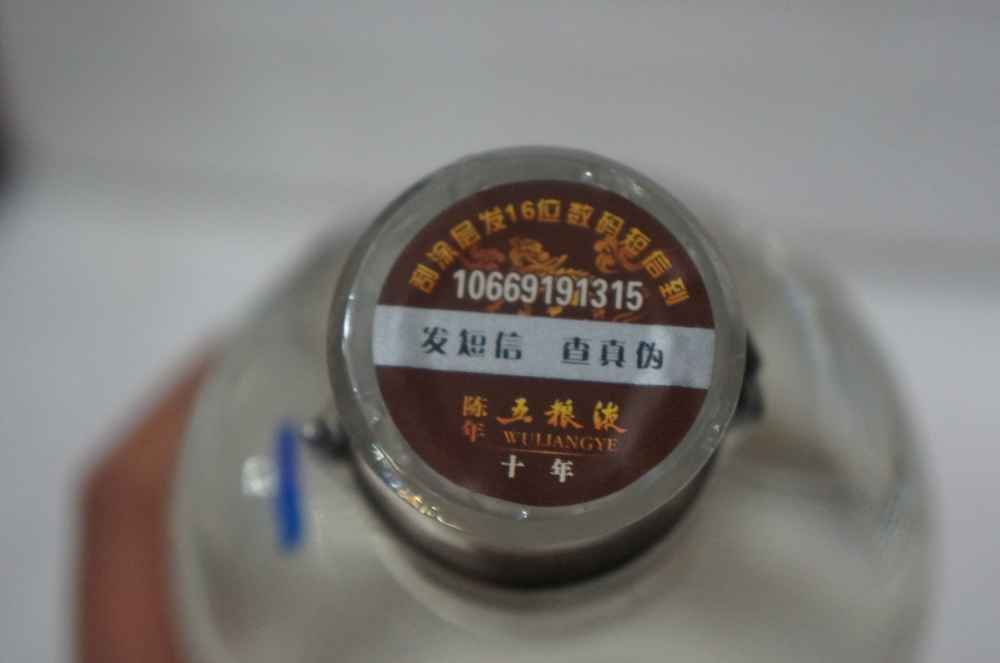 刮涂层发16位数码短信到
10669191315
发短信 查真伪
陈年 五粮液
WULIANGYE
十年